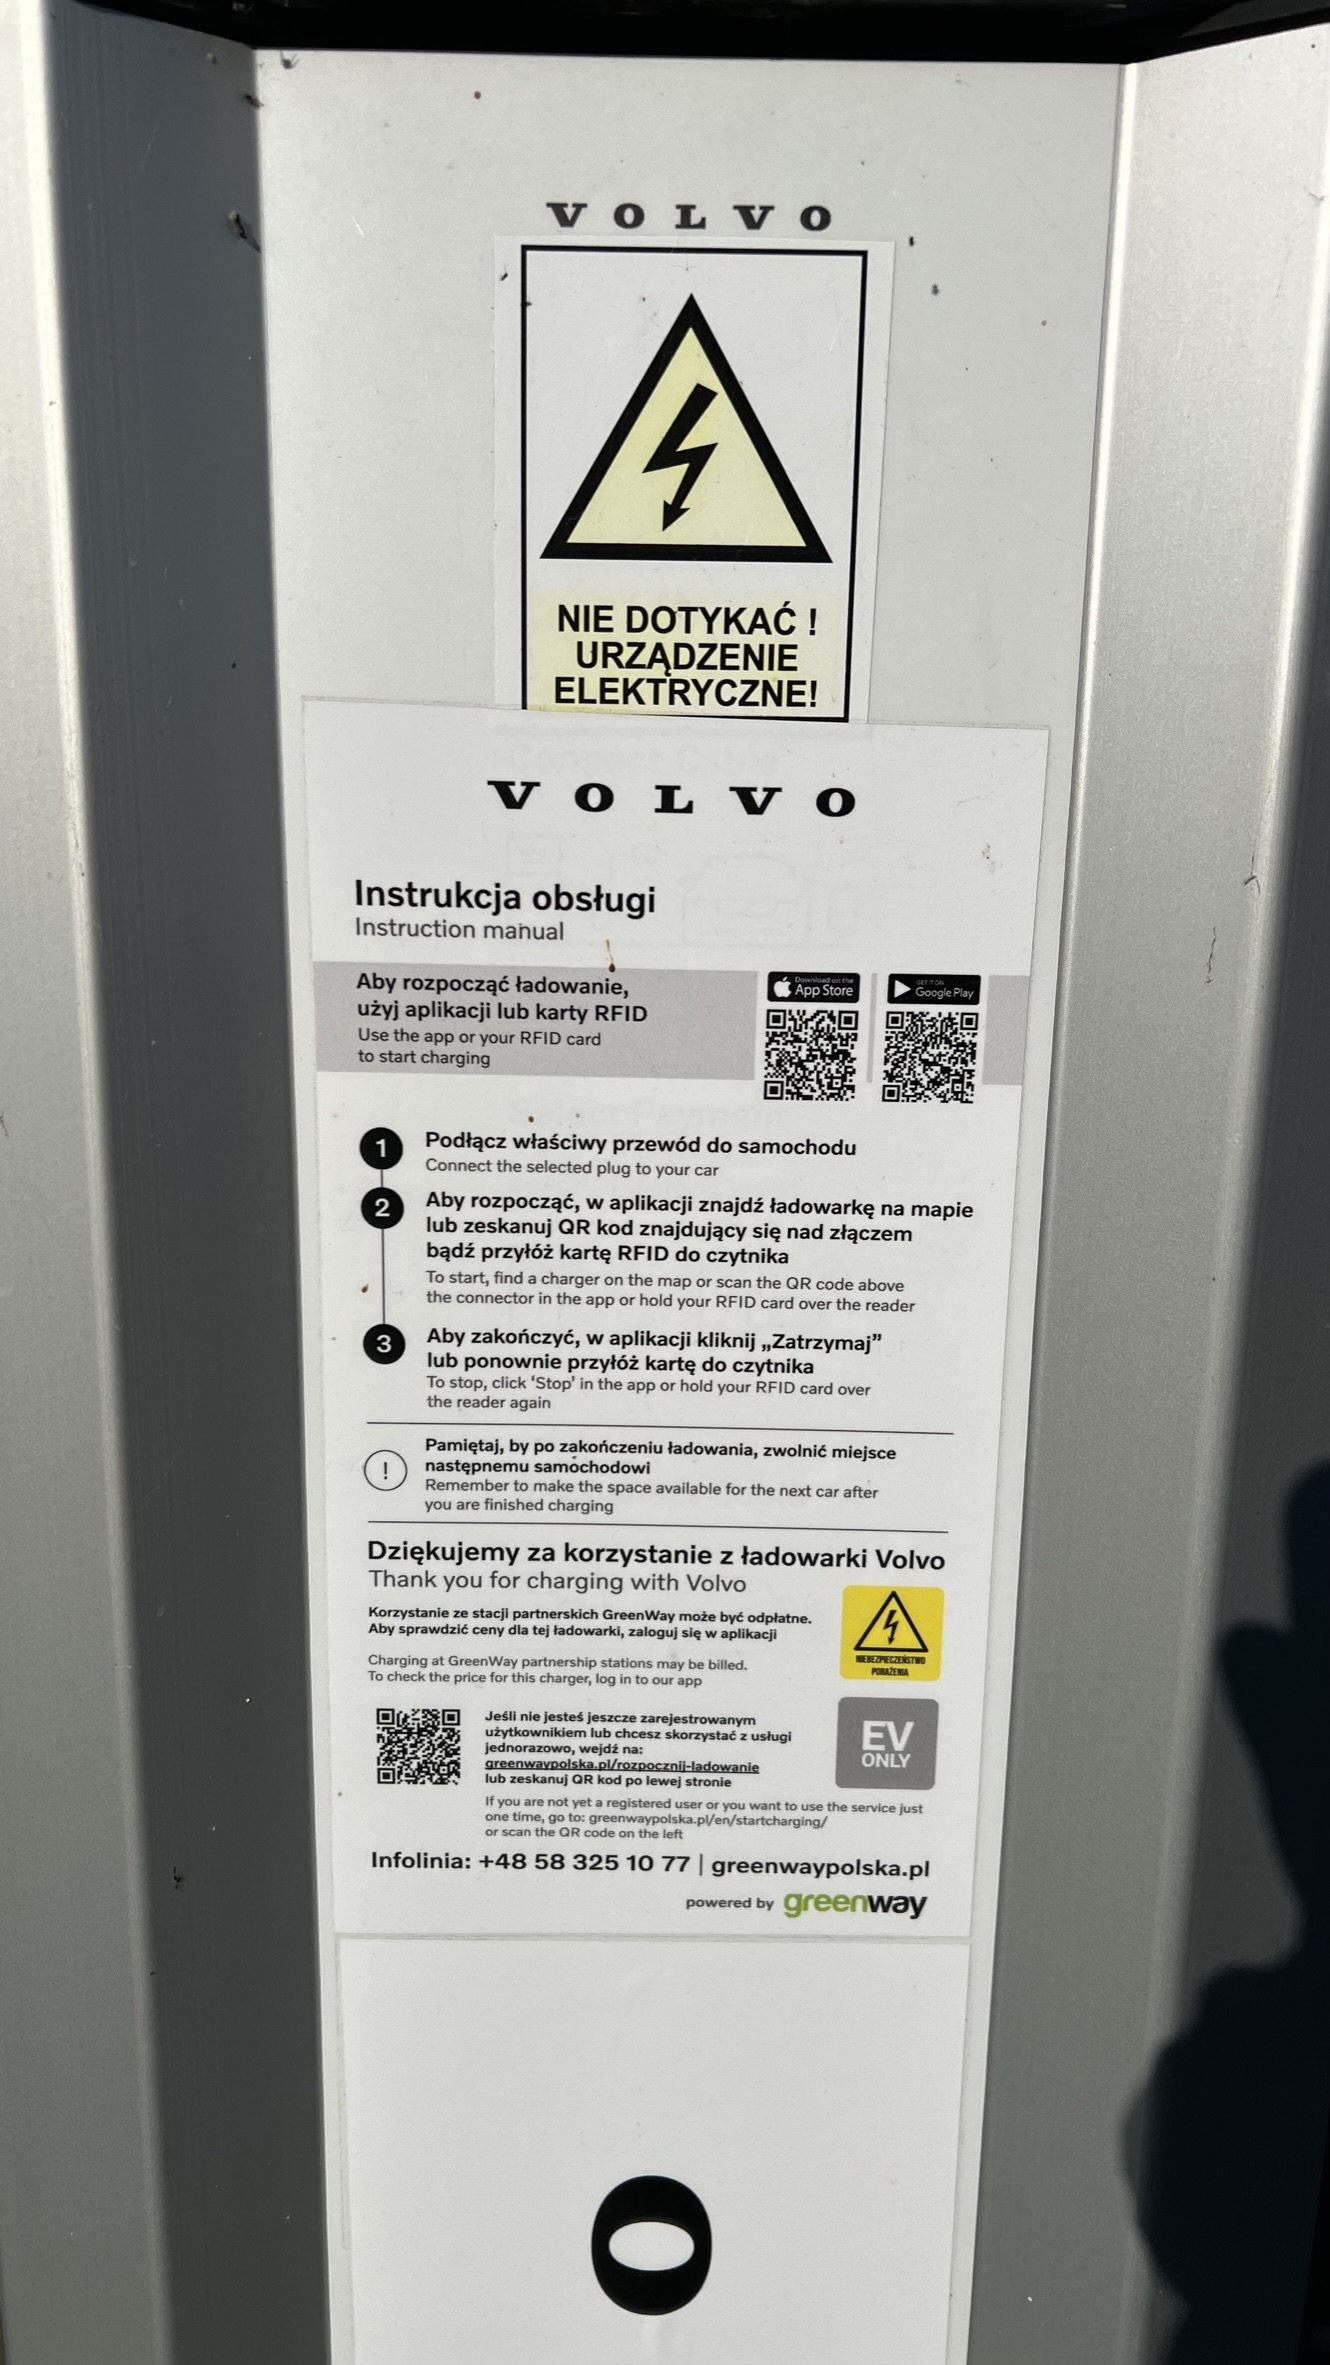 VOLVO
NIE DOTYKAĆ !
URZĄDZENIE
ELEKTRYCZNE!
VOLVO
Instrukcja obsługi
Instruction manual
Aby rozpocząć ładowanie,
użyj aplikacji lub karty RFID
Use the app or your RFID card
to start charging
Download on the
App Store
GET IT ON
Google Play
1 Podłącz właściwy przewód do samochodu
Connect the selected plug to your car
2 Aby rozpocząć, w aplikacji znajdź ładowarkę na mapie
lub zeskanuj QR kod znajdujący się nad złączem
bądź przyłóż kartę RFID do czytnika
To start, find a charger on the map or scan the QR code above
the connector in the app or hold your RFID card over the reader
3 Aby zakończyć, w aplikacji kliknij „Zatrzymaj”
lub ponownie przyłóż kartę do czytnika
To stop, click ‘Stop’ in the app or hold your RFID card over
the reader again
! Pamiętaj, by po zakończeniu ładowania, zwolnić miejsce
następnemu samochodowi
Remember to make the space available for the next car after
you are finished charging
Dziękujemy za korzystanie z ładowarki Volvo
Thank you for charging with Volvo
Korzystanie ze stacji partnerskich GreenWay może być odpłatne.
Aby sprawdzić ceny dla tej ładowarki, zaloguj się w aplikacji
Charging at GreenWay partnership stations may be billed.
To check the price for this charger, log in to our app
NIEBEZPIECZEŃSTWO
PORAŻENIA
Jeśli nie jesteś jeszcze zarejestrowanym
użytkownikiem lub chcesz skorzystać z usługi
jednorazowo, wejdź na:
greenwaypolska.pl/rozpocznij-ladowanie
lub zeskanuj QR kod po lewej stronie
EV
ONLY
If you are not yet a registered user or you want to use the service just
one time, go to: greenwaypolska.pl/en/startcharging/
or scan the QR code on the left
Infolinia: +48 58 325 10 77 | greenwaypolska.pl
powered by greenway
O